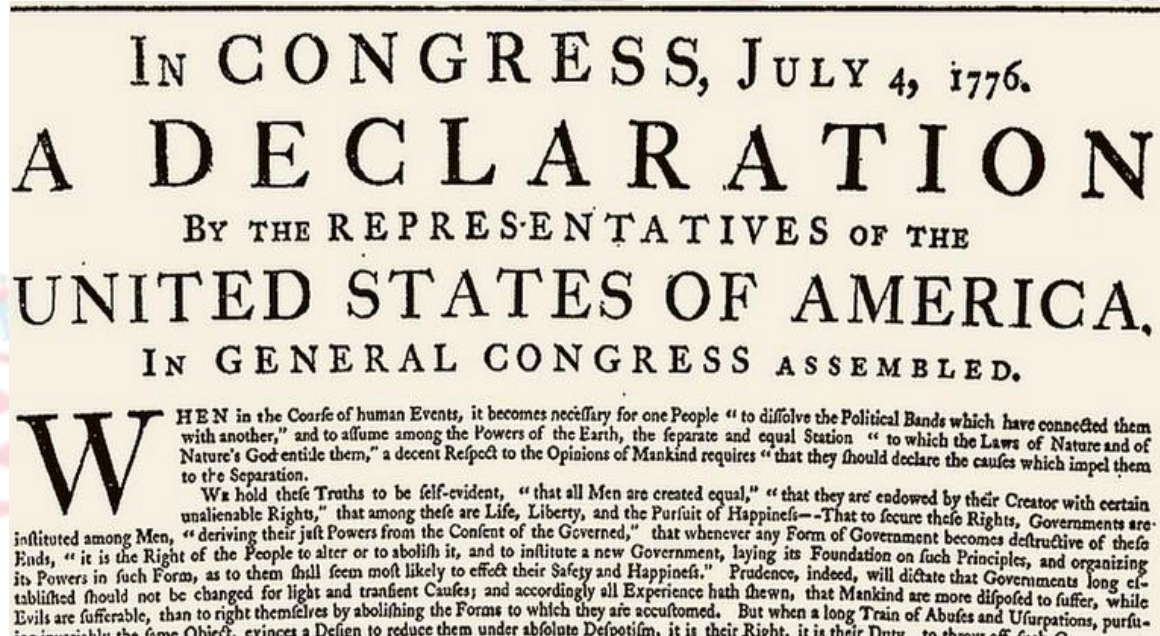 In CONGRESS, July 4, 1776.
A DECLARATION
By the REPRESENTATIVES of the
UNITED STATES OF AMERICA,
In GENERAL CONGRESS assembled.
WHEN in the Courſe of human Events, it becomes neceſſary for one People “ to diſſolve the Political Bands which have connected them
with another,” and to aſſume among the Powers of the Earth, the ſeparate and equal Station “ to which the Laws of Nature and of
Nature's God entitle them,” a decent Reſpect to the Opinions of Mankind requires “ that they ſhould declare the cauſes which impel them
to the Separation.
We hold theſe Truths to be ſelf-evident, “ that all Men are created equal,” “ that they are endowed by their Creator with certain
unalienable Rights,” that among theſe are Life, Liberty, and the Purſuit of Happineſs--That to ſecure theſe Rights, Governments are
inſtituted among Men, “ deriving their juſt Powers from the Conſent of the Governed,” that whenever any Form of Government becomes deſtructive of theſe
Ends, “ it is the Right of the People to alter or to aboliſh it, and to inſtitute a new Government, laying its Foundation on ſuch Principles, and organizing
its Powers in ſuch Form, as to them ſhall ſeem moſt likely to effect their Safety and Happineſs.” Prudence, indeed, will dictate that Governments long eſ-
tabliſhed ſhould not be changed for light and tranſient Cauſes; and accordingly all Experience hath ſhewn, that Mankind are more diſpoſed to ſuffer, while
Evils are ſufferable, than to right themſelves by aboliſhing the Forms to which they are accuſtomed. But when a long Train of Abuſes and Uſurpations, purſu-
invariably the ſame Object, evinces a Deſign to reduce them under abſolute Deſpotiſm, it is their Right, it is their Duty, to throw off ſuch